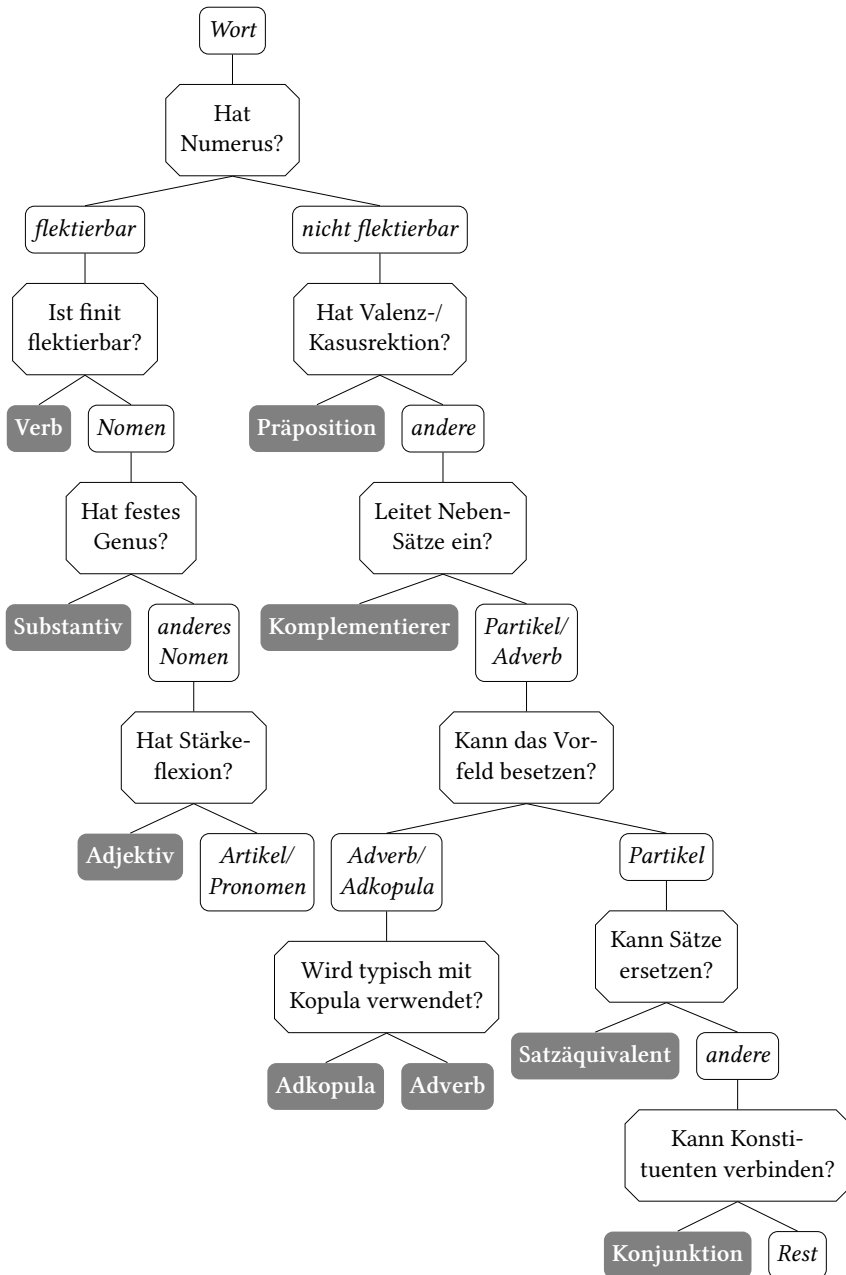 Wort
Hat
Numerus?
flektierbar
nicht flektierbar
Ist finit
flektierbar?
Hat Valenz-/
Kasusrektion?
Verb
Nomen
Präposition
andere
Hat festes
Genus?
Leitet Neben-
Sätze ein?
Substantiv
anderes
Nomen
Komplementierer
Partikel/
Adverb
Hat Stärke-
flexion?
Kann das Vor-
feld besetzen?
Adjektiv
Artikel/
Pronomen
Adverb/
Adkopula
Partikel
Wird typisch mit
Kopula verwendet?
Kann Sätze
ersetzen?
Adkopula
Adverb
Satzäquivalent
andere
Kann Konsti-
tuenten verbinden?
Konjunktion
Rest